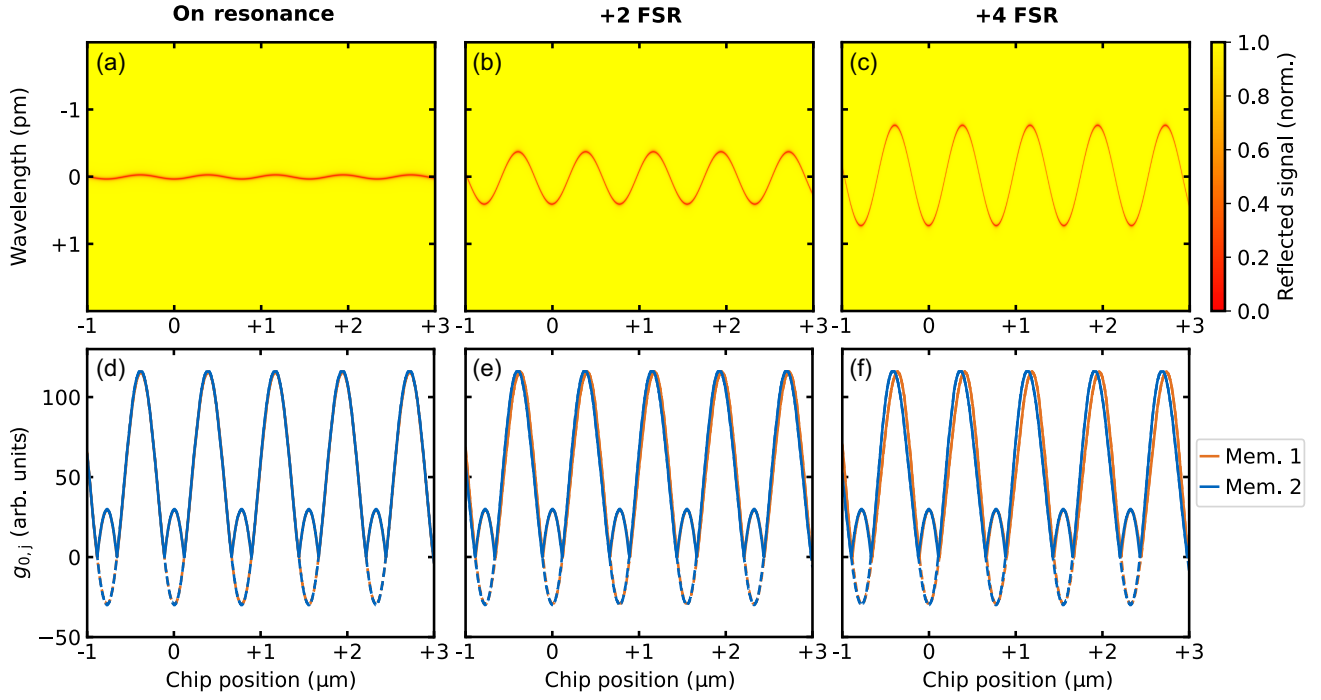 On resonance
+2 FSR
+4 FSR
(a)
(b)
(c)
Wavelength (pm)
-1
0
+1
-1 0 +1 +2 +3
-1 0 +1 +2 +3
-1 0 +1 +2 +3
1.0
0.8
0.6
0.4
0.2
0.0
Reflected signal (norm.)
(d)
(e)
(f)
g0,j (arb. units)
100
50
0
−50
-1 0 +1 +2 +3
-1 0 +1 +2 +3
-1 0 +1 +2 +3
Chip position (μm)
Chip position (μm)
Chip position (μm)
Mem. 1
Mem. 2